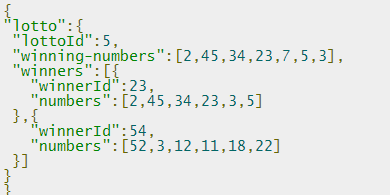 {
"lotto":{
"lottoId":5,
"winning-numbers":[2,45,34,23,7,5,3],
"winners":[{
"winnerId":23,
"numbers":[2,45,34,23,3,5]
},{
"winnerId":54,
"numbers":[52,3,12,11,18,22]
}]
}
}